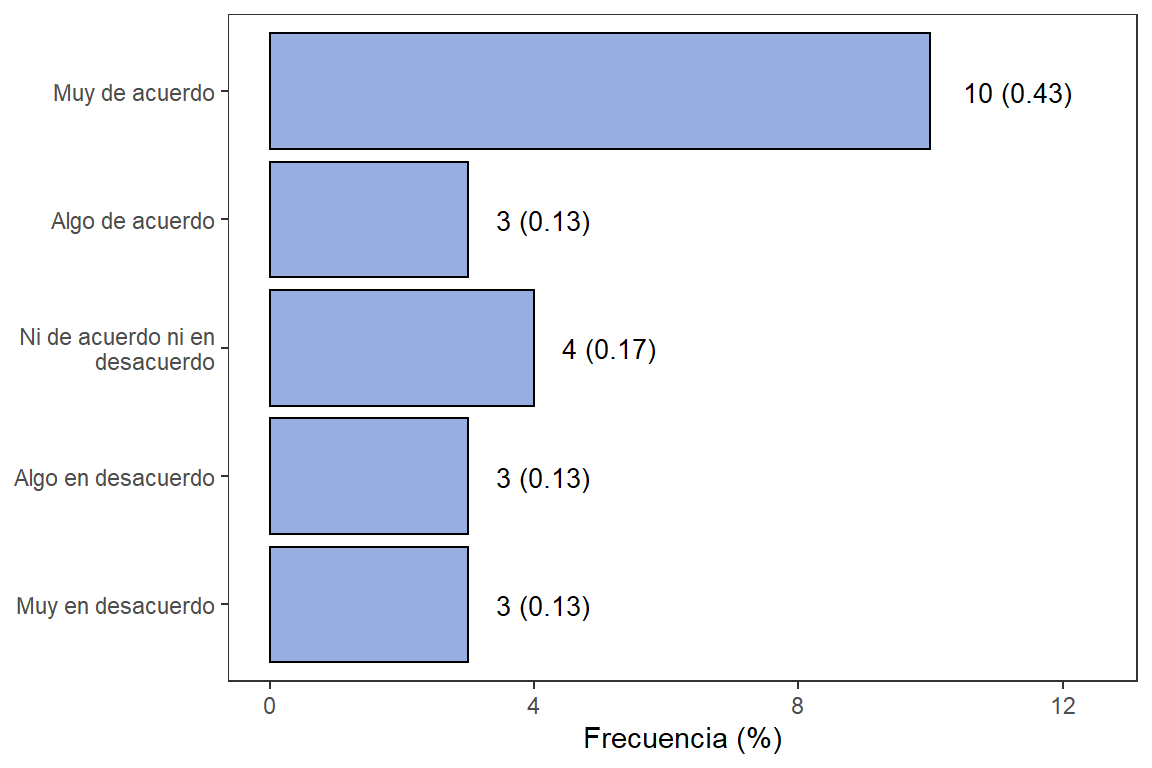 Muy de acuerdo
10 (0.43)
Algo de acuerdo
3 (0.13)
Ni de acuerdo ni en
desacuerdo
4 (0.17)
Algo en desacuerdo
3 (0.13)
Muy en desacuerdo
3 (0.13)
0 4 8 12
Frecuencia (%)